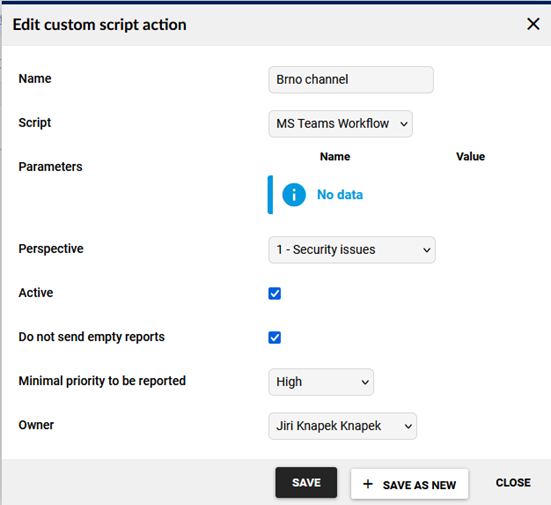 Edit custom script action
Name Brno channel
Script MS Teams Workflow
Name Value
Parameters
No data
Perspective 1 - Security issues
Active
Do not send empty reports
Minimal priority to be reported High
Owner Jiri Knapek Knapek
SAVE + SAVE AS NEW CLOSE